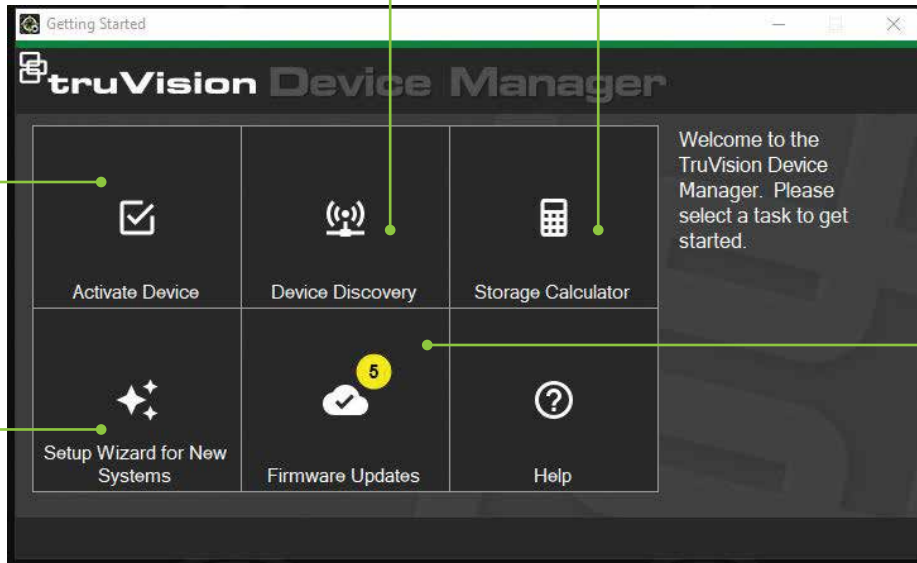 Getting Started
truVision Device Manager
Activate Device
Device Discovery
Storage Calculator
Welcome to the
TruVision Device
Manager. Please
select a task to get
started.
5
Setup Wizard for New
Systems
Firmware Updates
Help